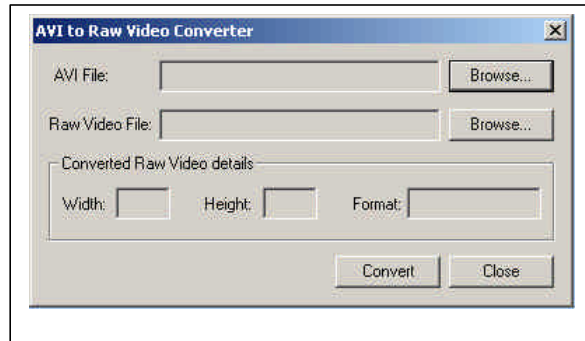 AVI to Raw Video Converter
AVI File: Browse...
Raw Video File: Browse...
Converted Raw Video details
Width: Height: Format:
Convert Close